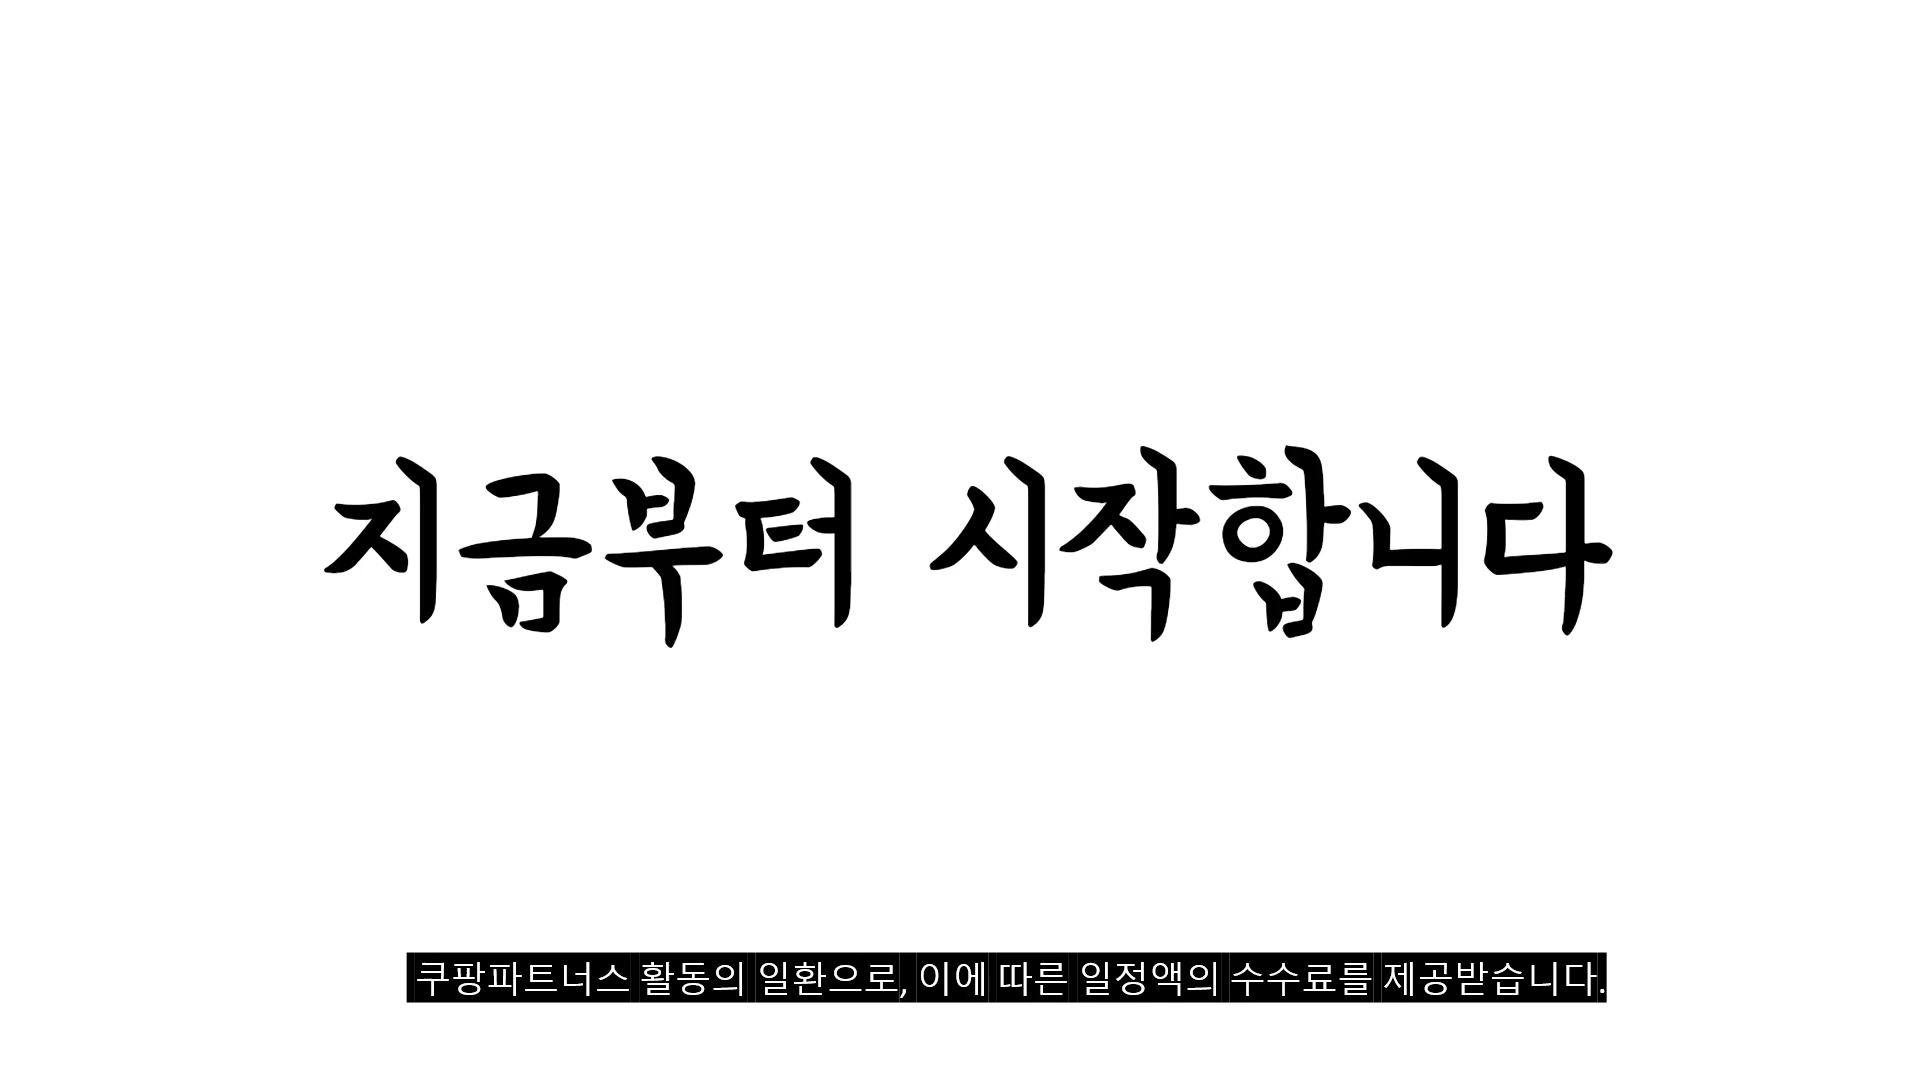 지금부터 시작합니다
쿠팡파트너스 활동의 일환으로, 이에 따른 일정액의 수수료를 제공받습니다.